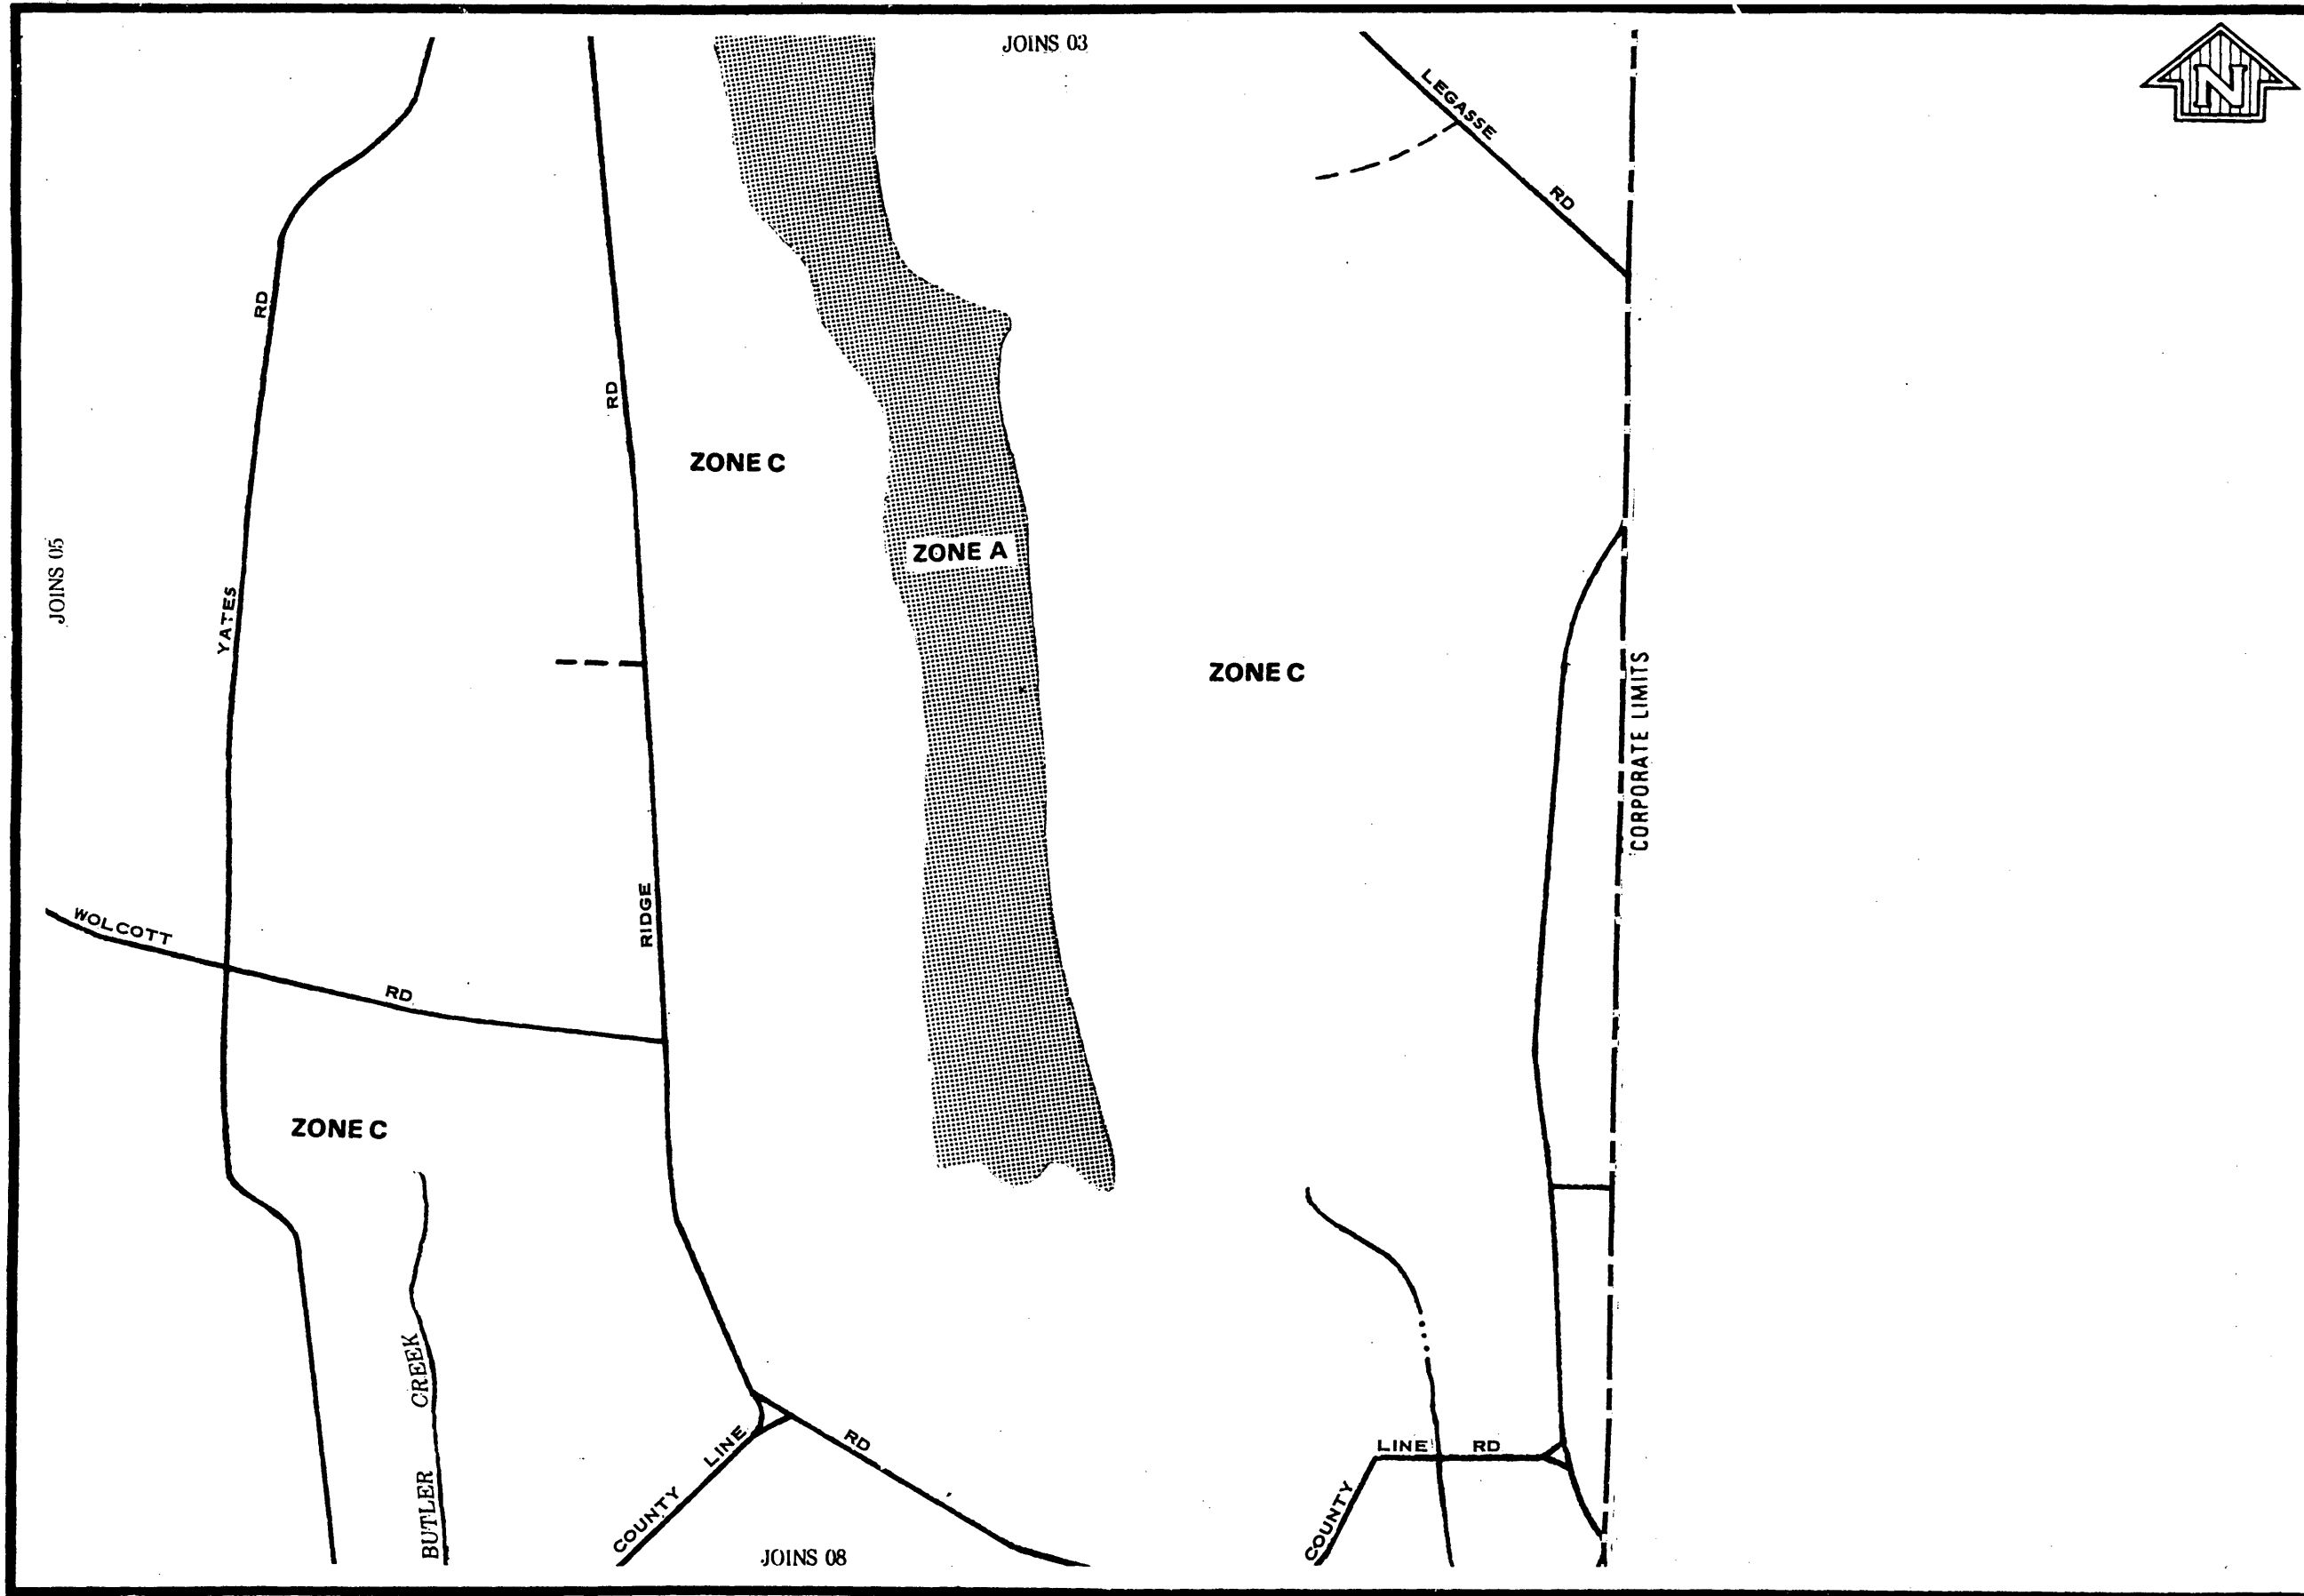 JOINS 03
N
LEGASSE RD
RD
RD
ZONE C
JOINS 05
ZONE A
YATES
ZONE C
CORPORATE LIMITS
RIDGE
WOLCOTT RD
ZONE C
BUTLER CREEK
COUNTY LINE RD
COUNTY LINE RD
JOINS 08